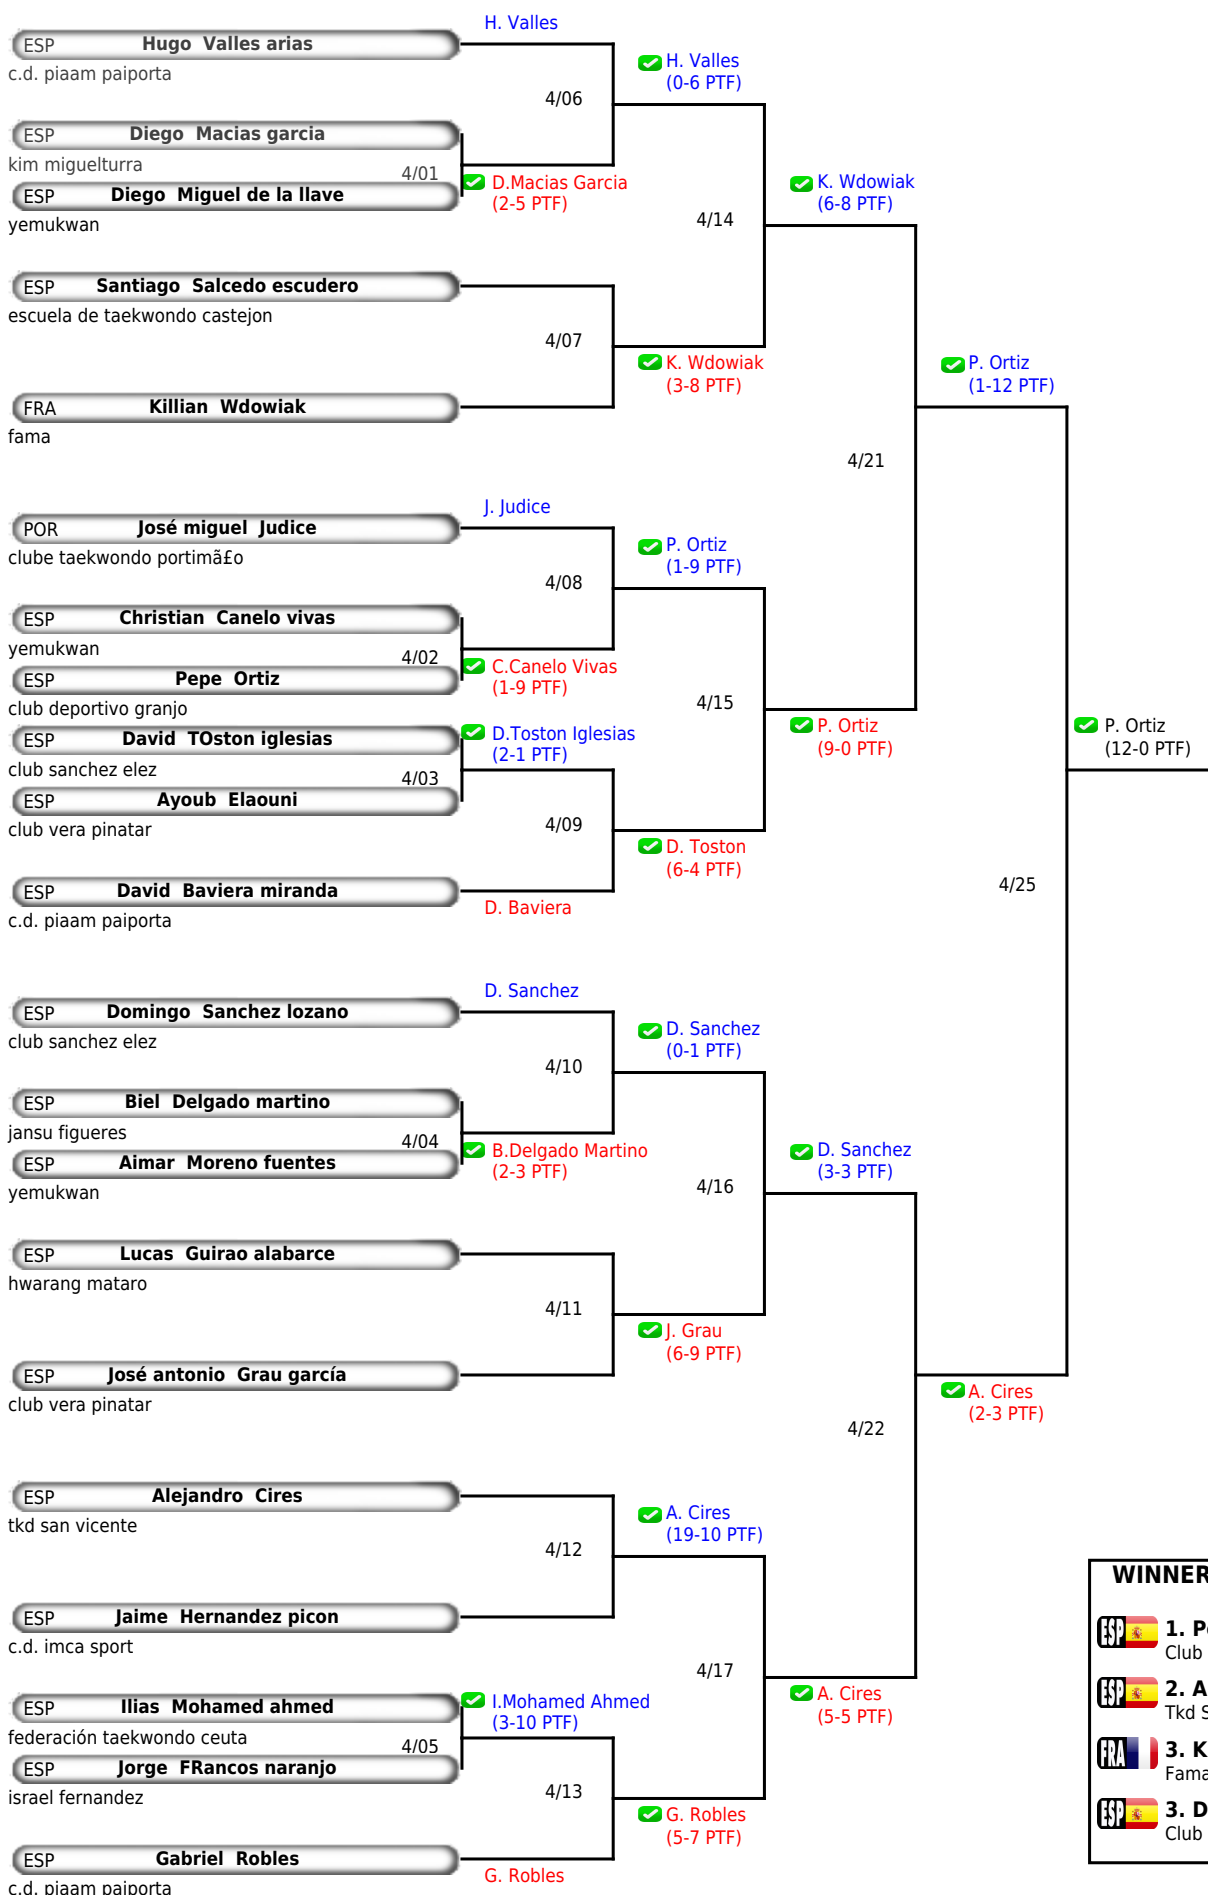 H. Valles
ESP Hugo Valles arias
c.d. piaam paiporta
H. Valles
(0-6 PTF)
4/06
ESP Diego Macias garcia
kim miguelturra
4/01
D.Macias Garcia
(2-5 PTF)
ESP Diego Miguel de la llave
yemukwan
K. Wdowiak
(6-8 PTF)
4/14
ESP Santiago Salcedo escudero
escuela de taekwondo castejon
4/07
K. Wdowiak
(3-8 PTF)
P. Ortiz
(1-12 PTF)
FRA Killian Wdowiak
fama
4/21
J. Judice
POR José miguel Judice
clube taekwondo portimã£o
P. Ortiz
(1-9 PTF)
4/08
ESP Christian Canelo vivas
yemukwan
4/02
C.Canelo Vivas
(1-9 PTF)
ESP Pepe Ortiz
club deportivo granjo
4/15
ESP David TOston iglesias
club sanchez elez
D.Toston Iglesias
(2-1 PTF)
P. Ortiz
(9-0 PTF)
P. Ortiz
(12-0 PTF)
4/03
ESP Ayoub Elaouni
club vera pinatar
4/09
D. Toston
(6-4 PTF)
ESP David Baviera miranda
c.d. piaam paiporta
D. Baviera
4/25
D. Sanchez
ESP Domingo Sanchez lozano
club sanchez elez
D. Sanchez
(0-1 PTF)
4/10
ESP Biel Delgado martino
jansu figueres
4/04
B.Delgado Martino
(2-3 PTF)
ESP Aimar Moreno fuentes
yemukwan
D. Sanchez
(3-3 PTF)
4/16
ESP Lucas Guirao alabarce
hwarang mataro
4/11
J. Grau
(6-9 PTF)
ESP José antonio Grau garcía
club vera pinatar
A. Cires
(2-3 PTF)
4/22
ESP Alejandro Cires
tkd san vicente
A. Cires
(19-10 PTF)
4/12
ESP Jaime Hernandez picon
c.d. imca sport
4/17
ESP Ilias Mohamed ahmed
federación taekwondo ceuta
I.Mohamed Ahmed
(3-10 PTF)
A. Cires
(5-5 PTF)
4/05
ESP Jorge FRancos naranjo
israel fernandez
4/13
G. Robles
(5-7 PTF)
ESP Gabriel Robles
c.d. piaam paiporta
G. Robles
WINNER
ESP 1. P
Club
ESP 2. A
Tkd S
FRA 3. K
Fama
ESP 3. D
Club